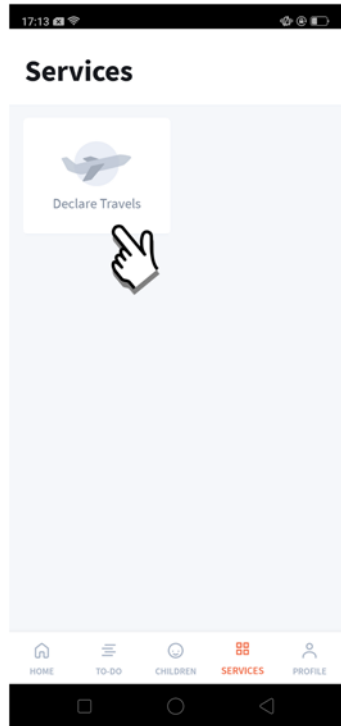 17:13
Services
Declare Travels
HOME TO-DO CHILDREN SERVICES PROFILE